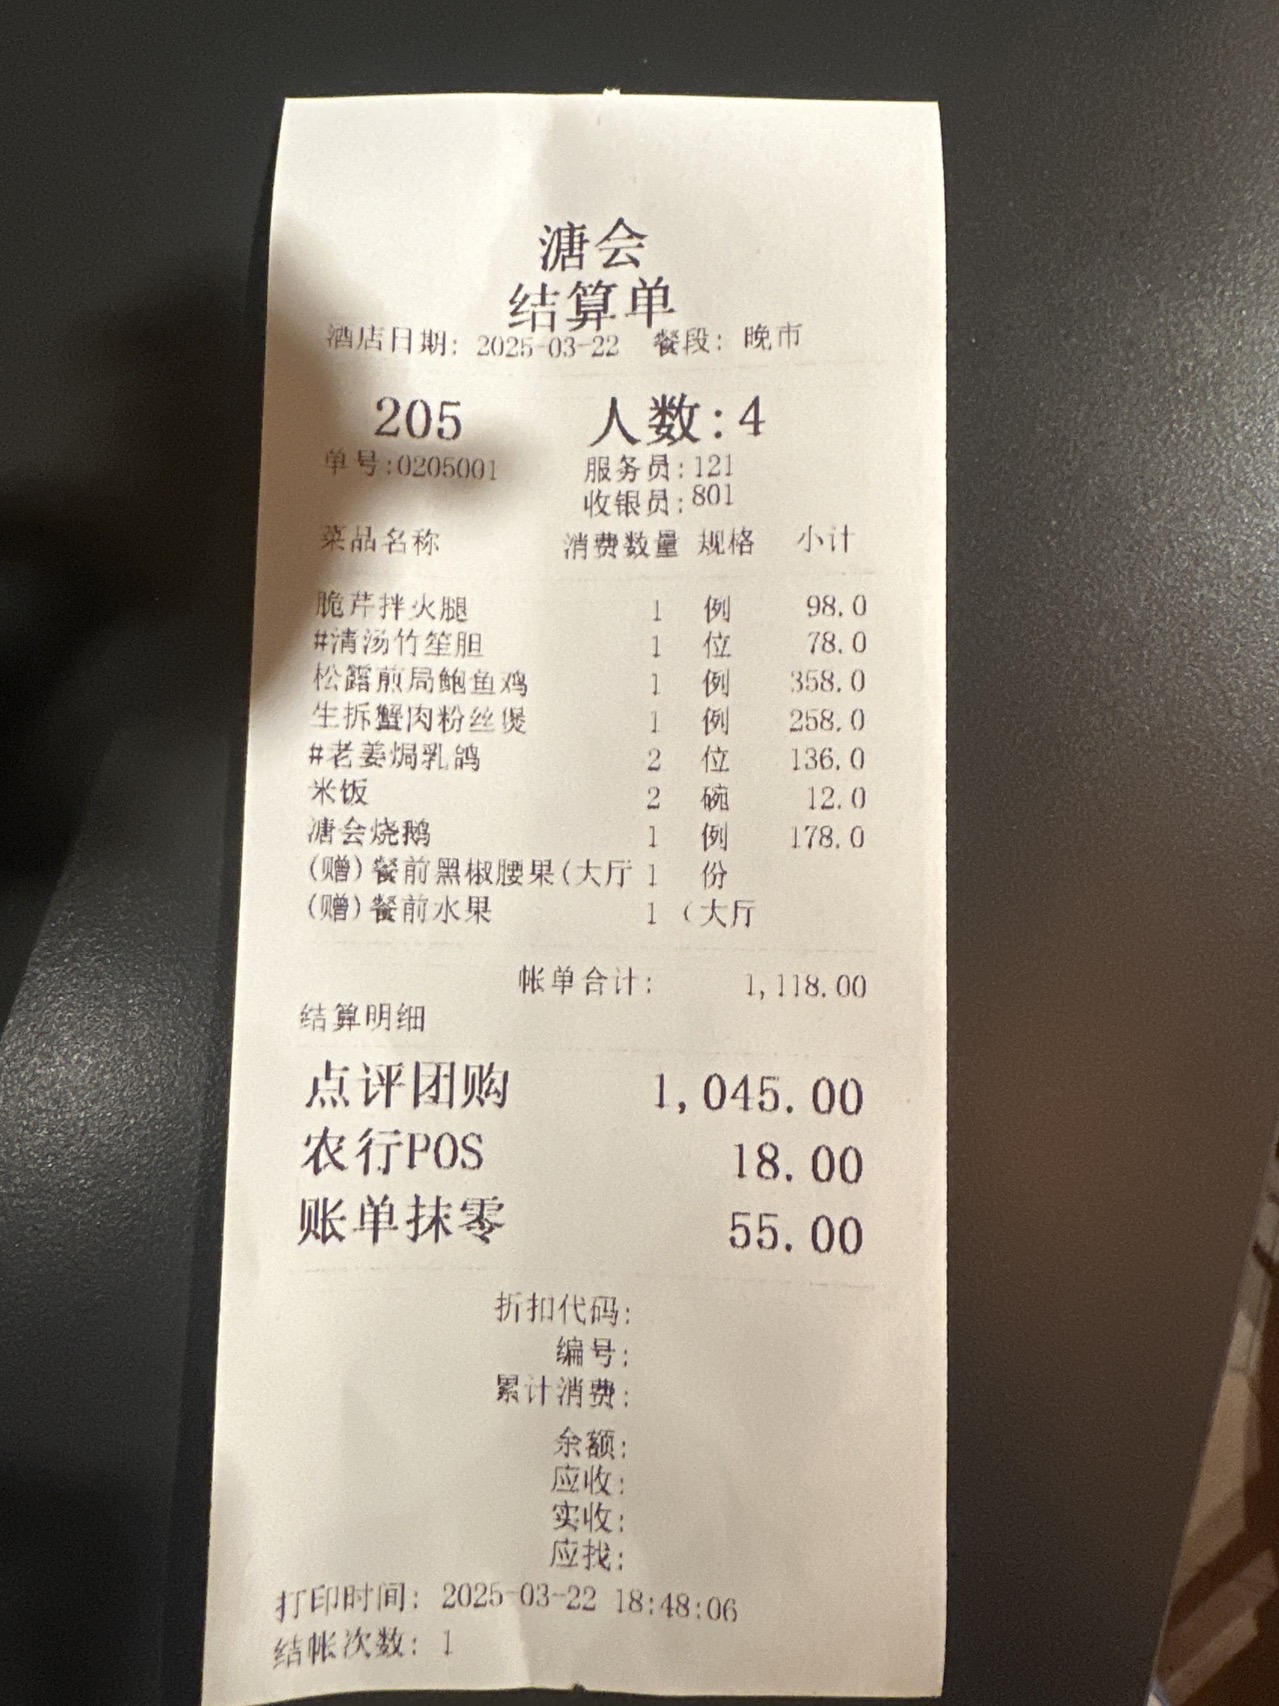 溏会
结算单
酒店日期: 2025-03-22 餐段: 晚市
205 人数:4
单号:0205001 服务员:121
收银员:801
菜品名称 消费数量 规格 小计
脆芹拌火腿 1 例 98.0
#清汤竹笙胆 1 位 78.0
松露煎局鲍鱼鸡 1 例 358.0
生拆蟹肉粉丝煲 1 例 258.0
#老姜焗乳鸽 2 位 136.0
米饭 2 碗 12.0
溏会烧鹅 1 例 178.0
(赠)餐前黑椒腰果(大厅 1 份
(赠)餐前水果 1 (大厅
帐单合计: 1,118.00
结算明细
点评团购 1,045.00
农行POS 18.00
账单抹零 55.00
折扣代码:
编号:
累计消费:
余额:
应收:
实收:
应找:
打印时间: 2025-03-22 18:48:06
结帐次数: 1